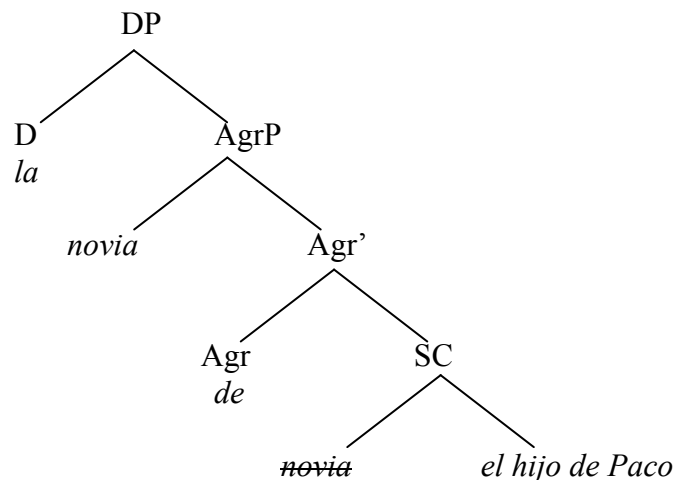 DP
D AgrP
la
novia Agr’
Agr SC
de
novia el hijo de Paco